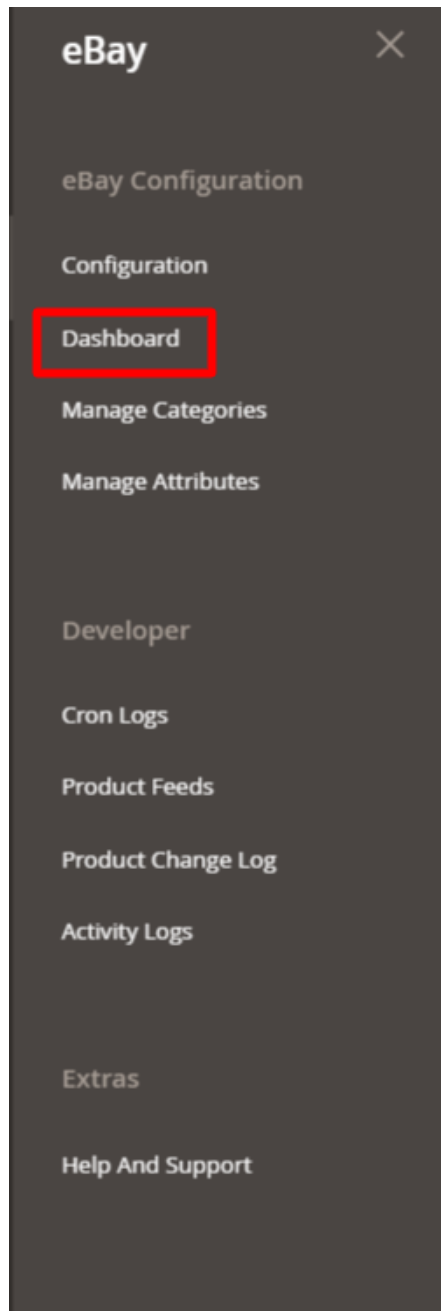 eBay
eBay Configuration
Configuration
Dashboard
Manage Categories
Manage Attributes
Developer
Cron Logs
Product Feeds
Product Change Log
Activity Logs
Extras
Help And Support